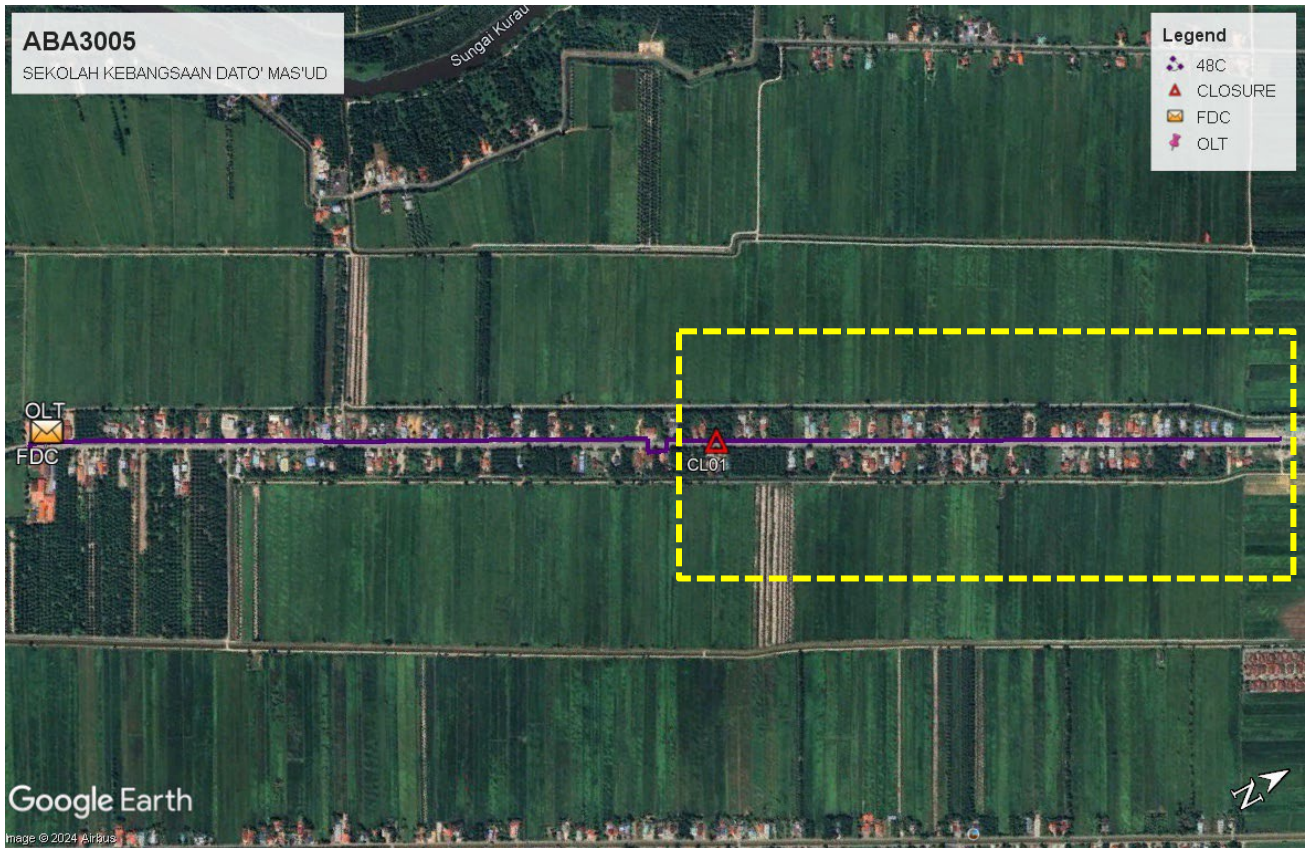 ABA3005
SEKOLAH KEBANGSAAN DATO' MAS'UD
Sungai Kurau
Legend
48C
CLOSURE
FDC
OLT
OLT
FDC
CL01
N
Google Earth
mage © 2024 Airbus